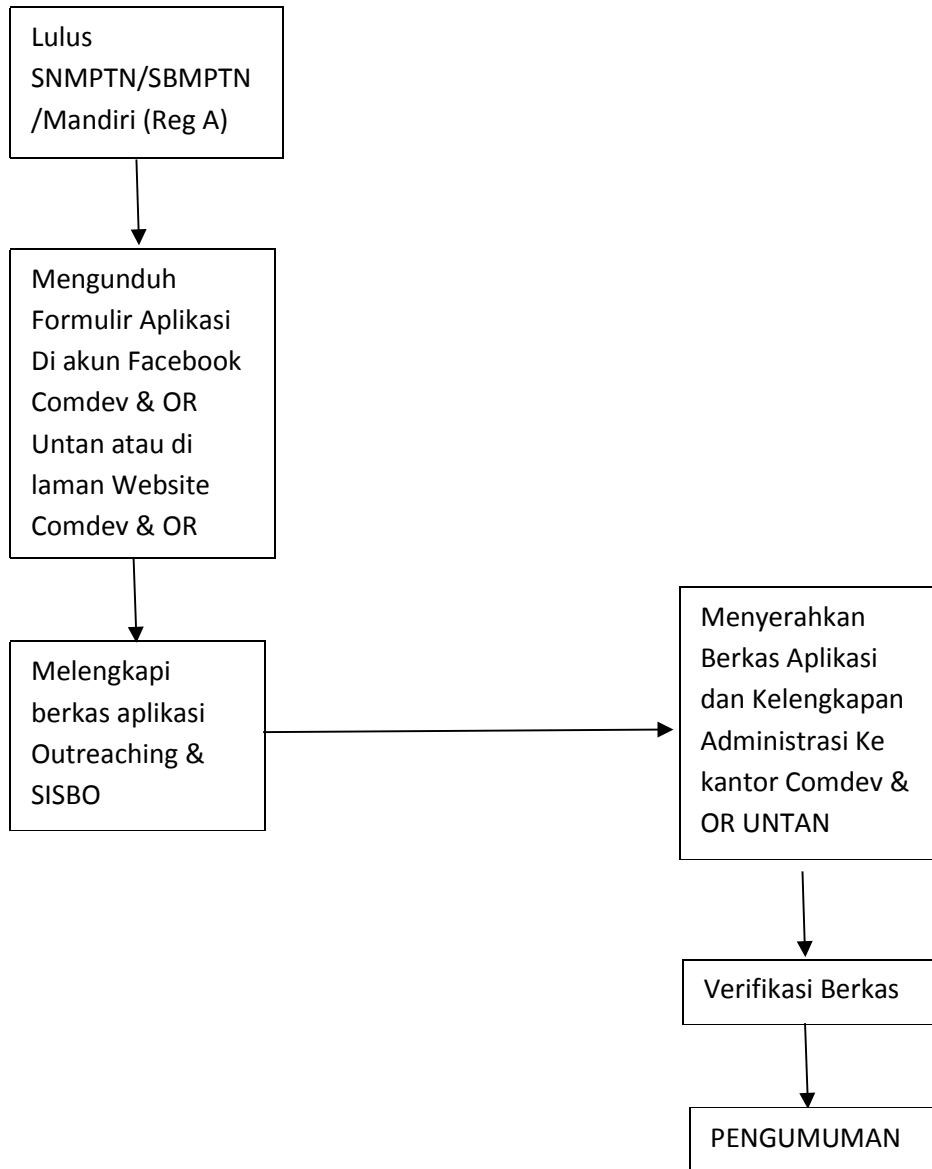 Lulus
SNMPTN/SBMPTN
/Mandiri (Reg A)
Mengunduh
Formulir Aplikasi
Di akun Facebook
Comdev & OR
Untan atau di
laman Website
Comdev & OR
Melengkapi
berkas aplikasi
Outreaching &
SISBO
Menyerahkan
Berkas Aplikasi
dan Kelengkapan
Administrasi Ke
kantor Comdev &
OR UNTAN
Verifikasi Berkas
PENGUMUMAN